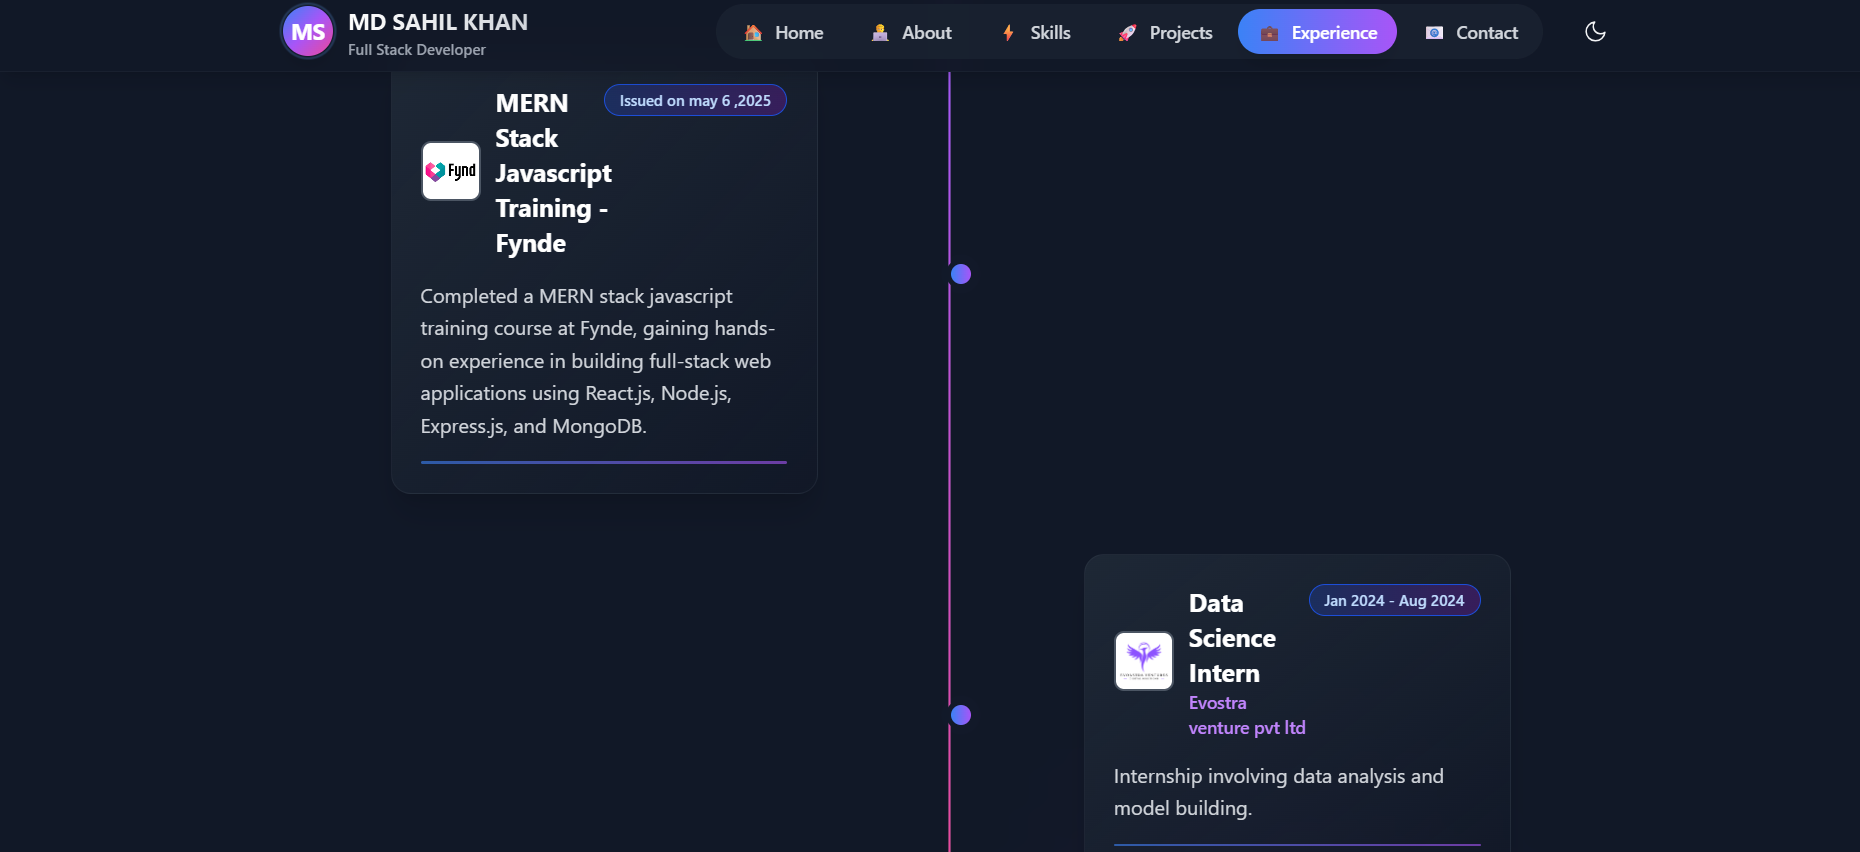 MS
MD SAHIL KHAN
Full Stack Developer
Home
About
Skills
Projects
Experience
Contact
MERN
Stack
Javascript
Training -
Fynde
Issued on may 6 ,2025
Fynd
Completed a MERN stack javascript
training course at Fynde, gaining hands-
on experience in building full-stack web
applications using React.js, Node.js,
Express.js, and MongoDB.
Data
Science
Intern
Jan 2024 - Aug 2024
Evostra
venture pvt ltd
Internship involving data analysis and
model building.